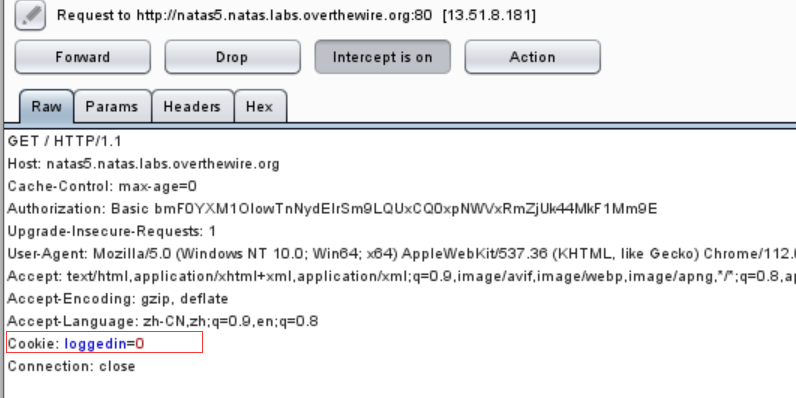 Request to http://natas5.natas.labs.overthewire.org:80 [13.51.8.181]
Forward Drop Intercept is on Action
Raw Params Headers Hex
GET / HTTP/1.1
Host: natas5.natas.labs.overthewire.org
Cache-Control: max-age=0
Authorization: Basic
Upgrade-Insecure-Requests: 1
User-Agent: Mozilla/5.0 (Windows NT 10.0; Win64; x64) AppleWebKit/537.36 (KHTML, like Gecko) Chrome/112.
Accept: text/html,application/xhtml+xml,application/xml;q=0.9,image/avif,image/webp,image/apng,*/*;q=0.8,
Accept-Encoding: gzip, deflate
Accept-Language: zh-CN,zh;q=0.9,en;q=0.8
Cookie: loggedin=0
Connection: close